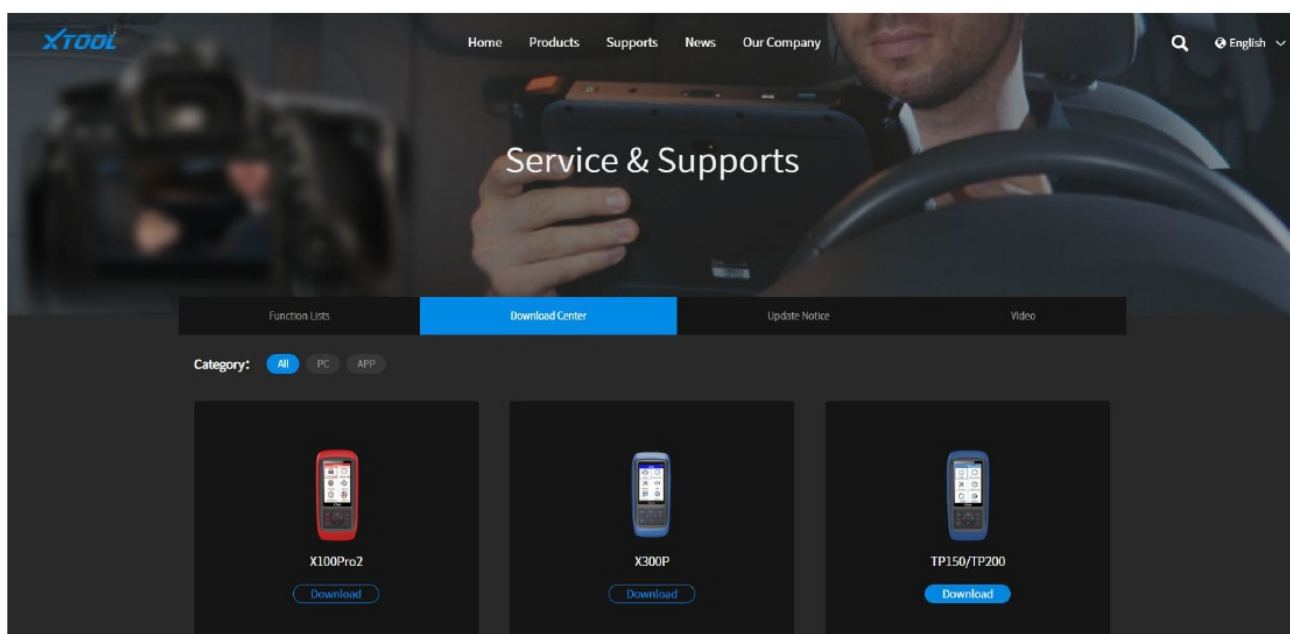 XTOOL
Home Products Supports News Our Company English
Service & Supports
Function Lists Download Center Update Notice Video
Category: All PC APP
X100Pro2 X300P TP150/TP200
Download Download Download